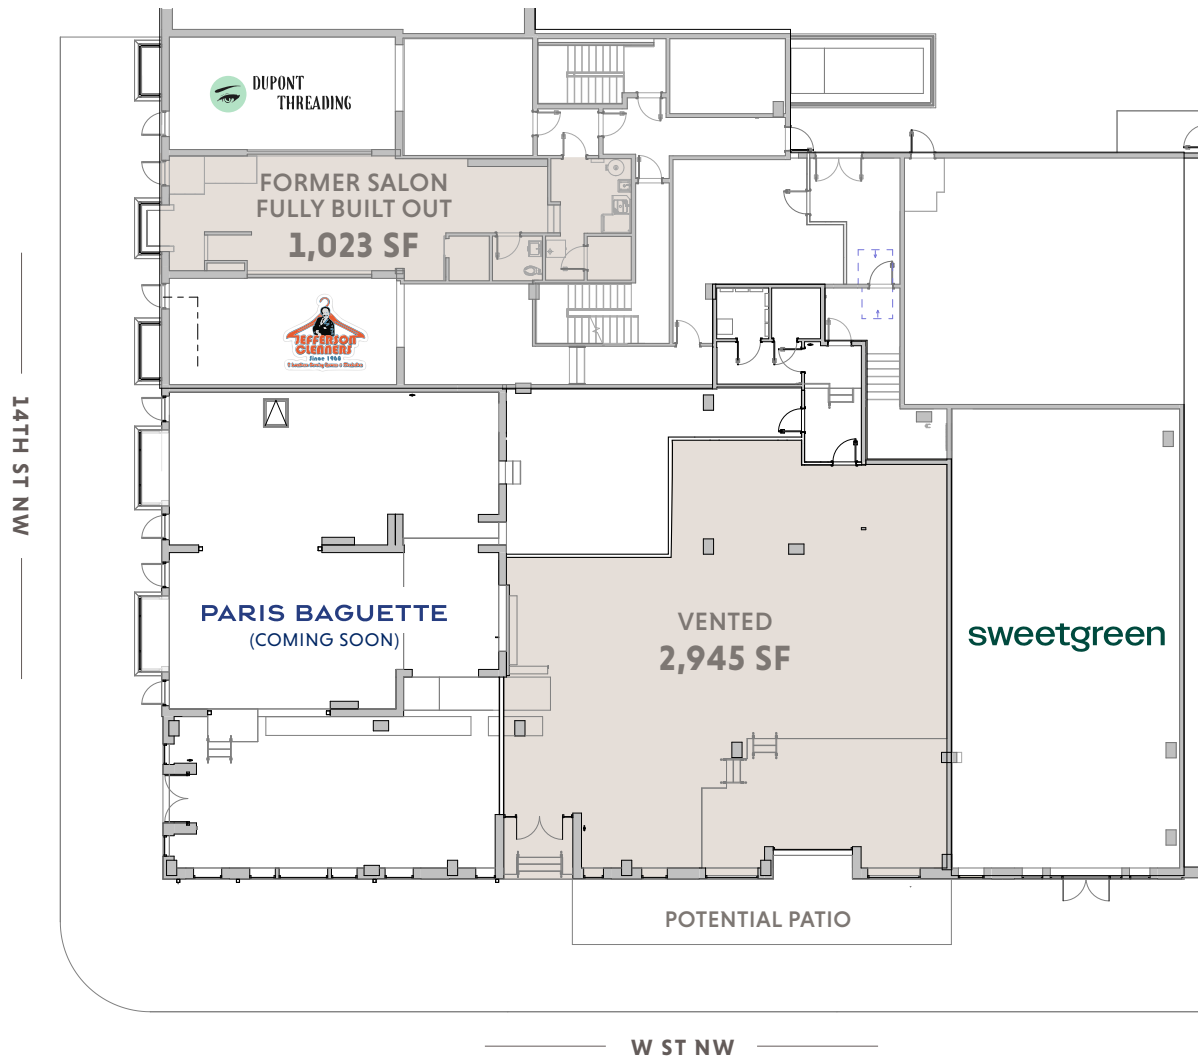 DUPONT
THREADING
FORMER SALON
FULLY BUILT OUT
1,023 SF
JEFFERSON
CLEANERS
Since 1968
14TH ST NW
PARIS BAGUETTE
(COMING SOON)
VENTED
2,945 SF
sweetgreen
POTENTIAL PATIO
W ST NW